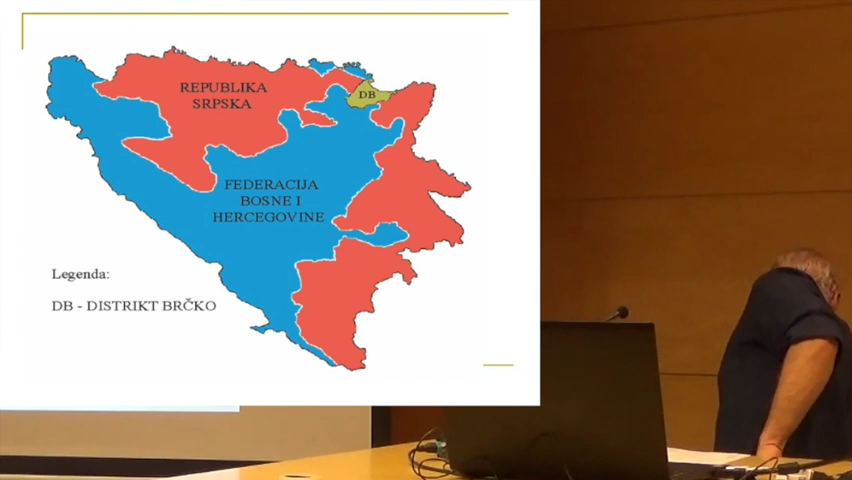 REPUBLIKA
SRPSKA
DB
FEDERACIJA
BOSNE I
HERCEGOVINE
Legenda:
DB - DISTRIKT BRČKO